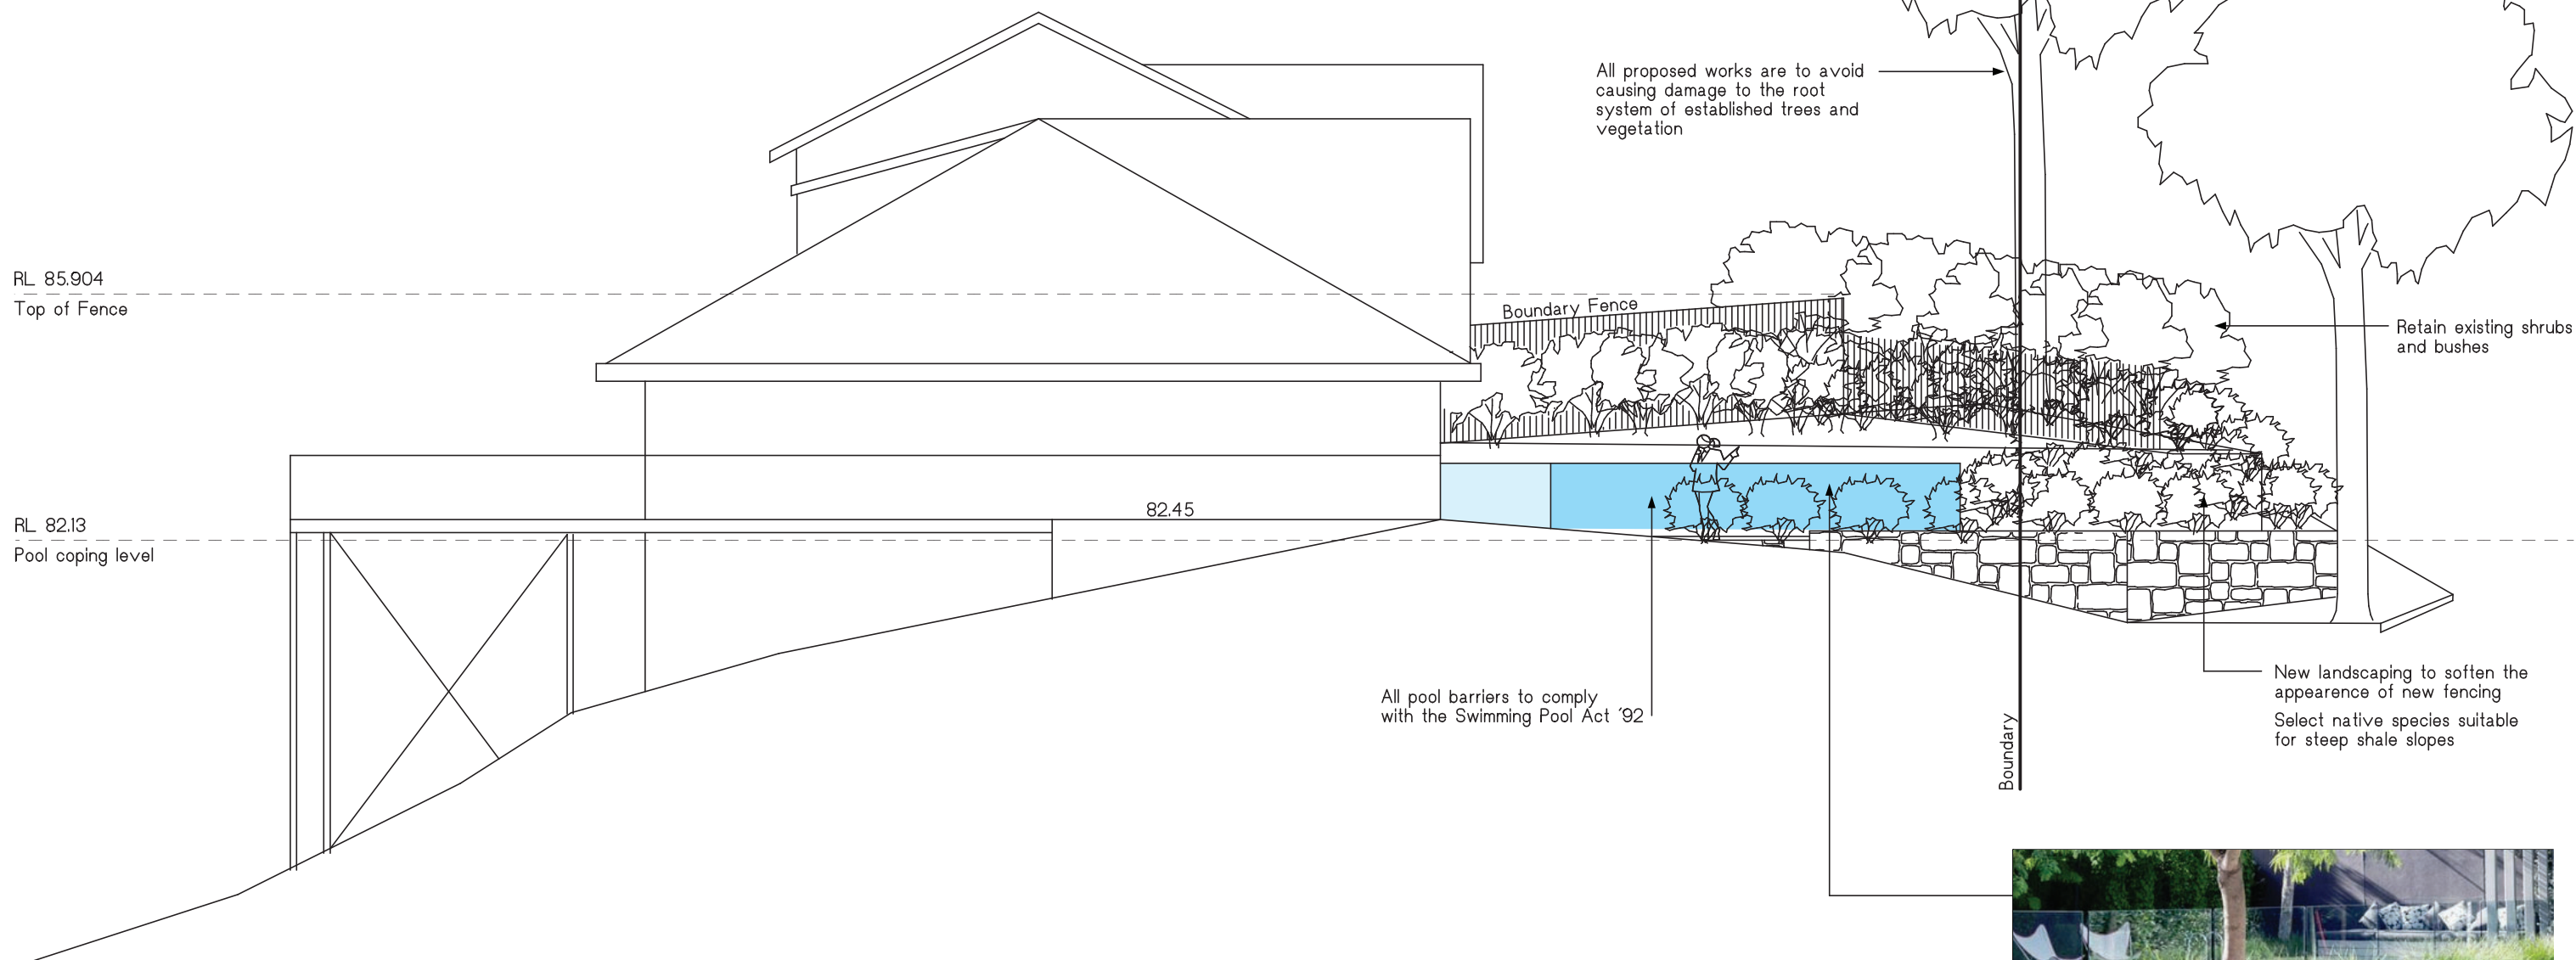 All proposed works are to avoid
causing damage to the root
system of established trees and
vegetation
RL 85.904
Top of Fence
Boundary Fence
Retain existing shrubs
and bushes
82.45
RL 82.13
Pool coping level
All pool barriers to comply
with the Swimming Pool Act '92
New landscaping to soften the
appearence of new fencing
Select native species suitable
for steep shale slopes
Boundary